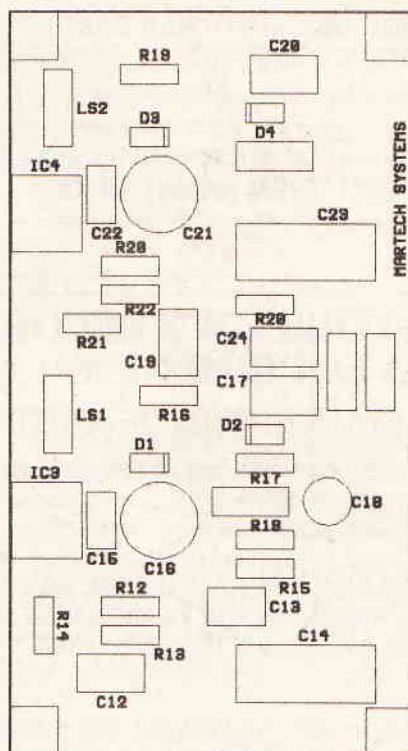 R19
C20
LS2
D3
D4
IC4
MARTECH SYSTEMS
C22
C21
C23
R20
R22
R20
R21
C19
C24
C17
R16
LS1
D1
D2
IC3
R17
C18
C15
C16
R18
R12
R15
R14
C13
R13
C14
C12